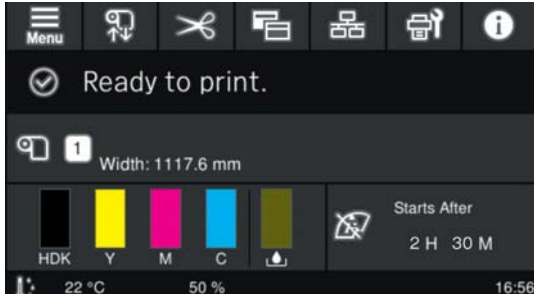 Menu
Ready to print.
1
Width: 1117.6 mm
Starts After
2 H 30 M
HDK Y M C
22 °C 50 % 16:56